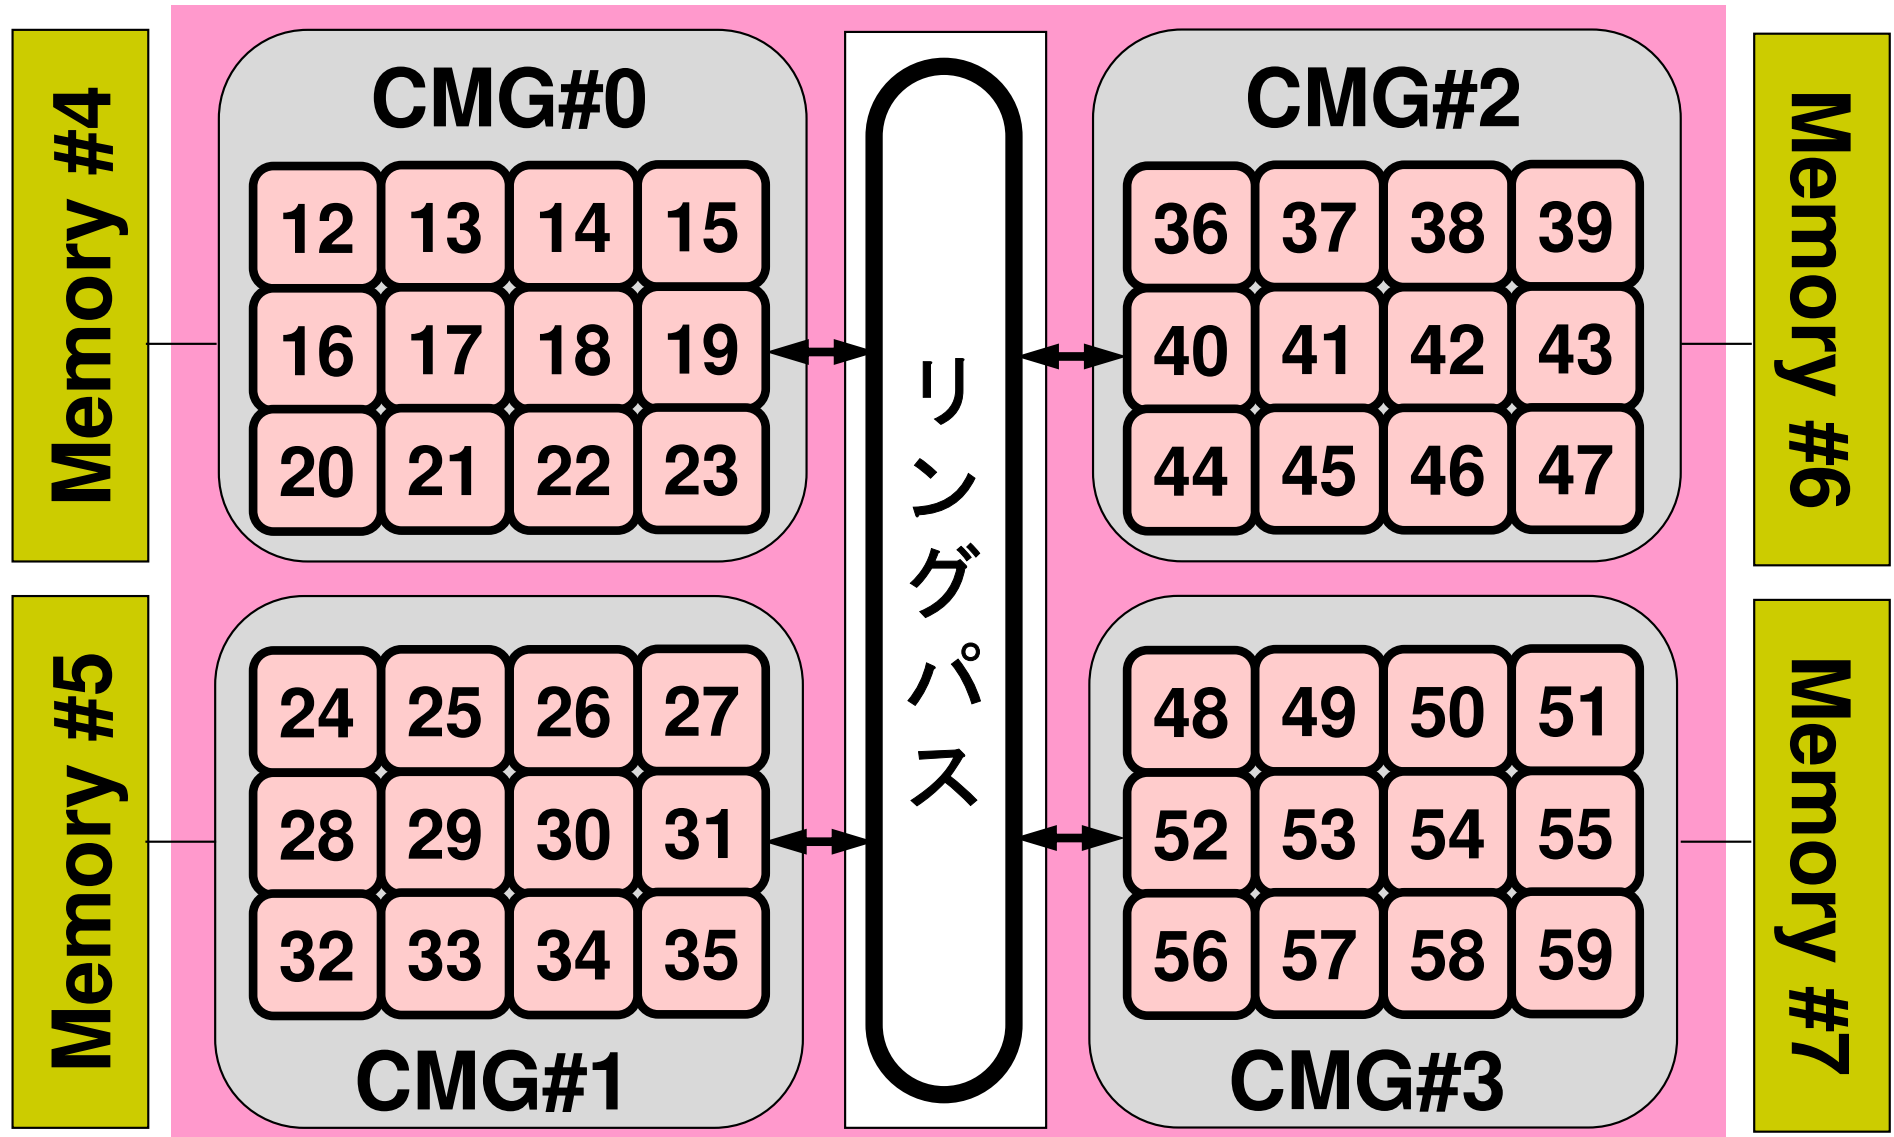 Memory #4
CMG#0
12 13 14 15
16 17 18 19
20 21 22 23
Memory #5
24 25 26 27
28 29 30 31
32 33 34 35
CMG#1
リングパス
CMG#2
36 37 38 39
40 41 42 43
44 45 46 47
Memory #6
48 49 50 51
52 53 54 55
56 57 58 59
CMG#3
Memory #7